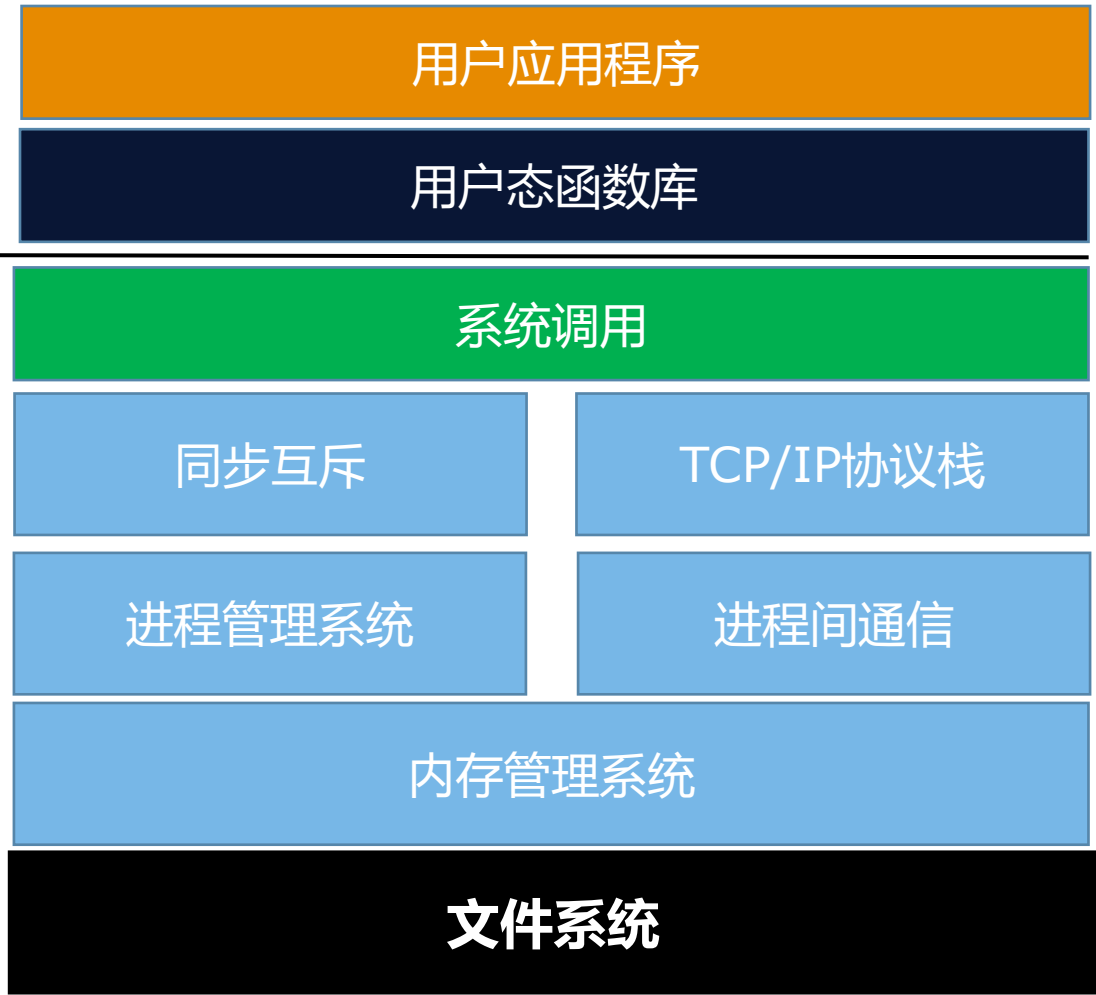 用户应用程序
用户态函数库
系统调用
同步互斥
TCP/IP协议栈
进程管理系统
进程间通信
内存管理系统
文件系统